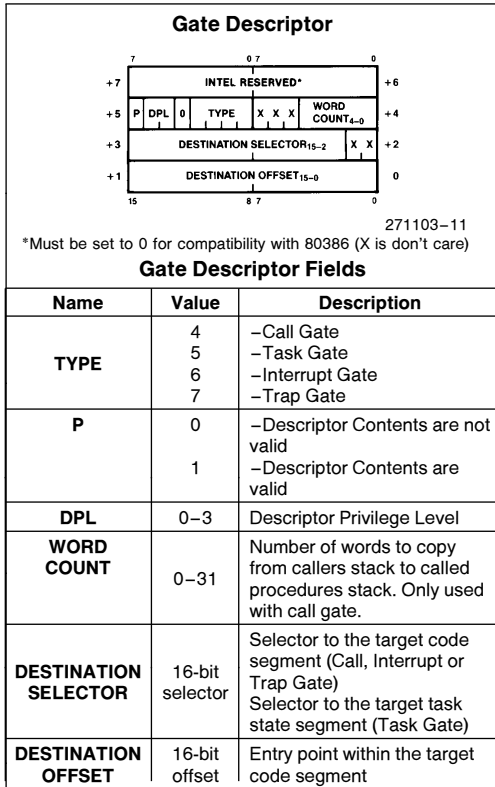 Gate Descriptor
7 0 7 0
+7 INTEL RESERVED* +6
+5 P DPL 0 TYPE X X X WORD COUNT4–0 +4
+3 DESTINATION SELECTOR15–2 X X +2
+1 DESTINATION OFFSET15–0 0
15 8 7 0
271103–11
*Must be set to 0 for compatibility with 80386 (X is don't care)
Gate Descriptor Fields
Name Value Description
TYPE
4 –Call Gate
5 –Task Gate
6 –Interrupt Gate
7 –Trap Gate
P 0 –Descriptor Contents are not
valid
1 –Descriptor Contents are
valid
DPL 0–3 Descriptor Privilege Level
WORD
COUNT
0–31
Number of words to copy
from callers stack to called
procedures stack. Only used
with call gate.
DESTINATION
SELECTOR
16-bit
selector
Selector to the target code
segment (Call, Interrupt or
Trap Gate)
Selector to the target task
state segment (Task Gate)
DESTINATION
OFFSET
16-bit
offset
Entry point within the target
code segment